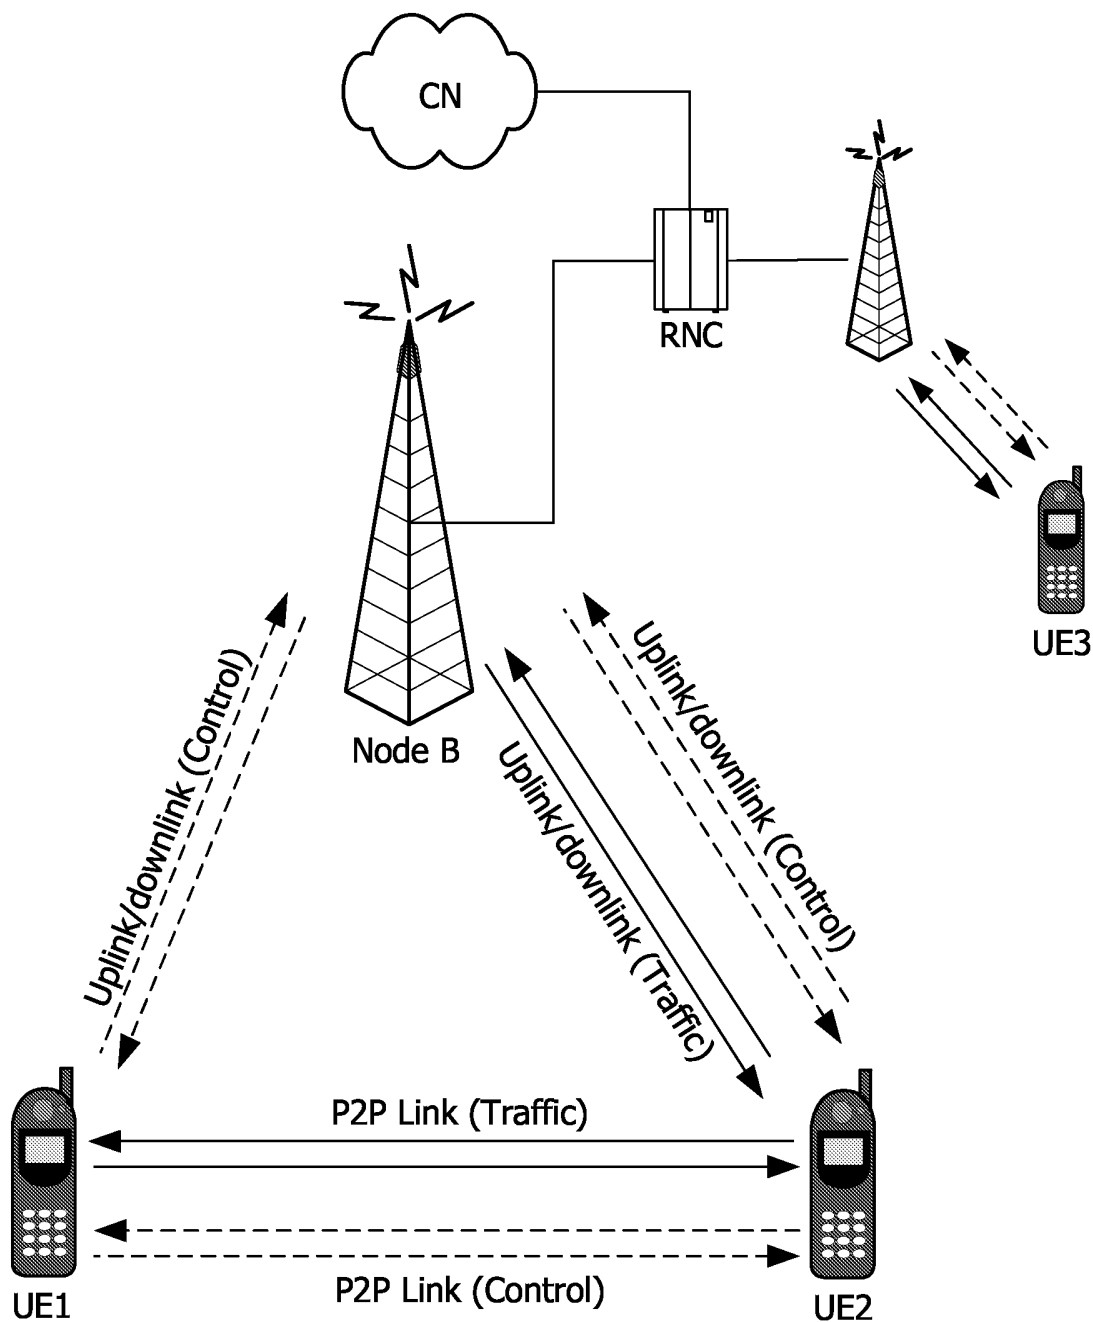 CN
RNC
UE3
Node B
Uplink/downlink (Control)
Uplink/downlink (Traffic)
Uplink/downlink (Control)
P2P Link (Traffic)
P2P Link (Control)
UE1
UE2